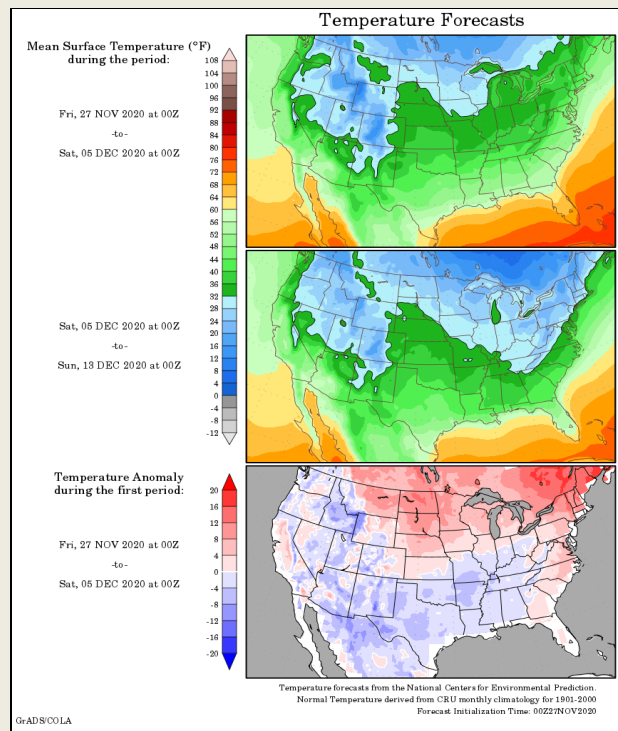 Temperature Forecasts
Mean Surface Temperature (°F)
during the period:
Fri, 27 NOV 2020 at 00Z
-to-
Sat, 05 DEC 2020 at 00Z
108
104
100
96
92
88
84
80
76
72
68
64
60
56
52
48
44
40
36
32
28
24
20
16
12
8
4
0
-4
-8
-12
Sat, 05 DEC 2020 at 00Z
-to-
Sun, 13 DEC 2020 at 00Z
Temperature Anomaly
during the first period:
Fri, 27 NOV 2020 at 00Z
-to-
Sat, 05 DEC 2020 at 00Z
20
16
12
8
4
0
-4
-8
-12
-16
-20
Temperature forecasts from the National Centers for Environmental Prediction.
Normal Temperature derived from CRU monthly climatology for 1901-2000
Forecast Initialization Time: 00Z27NOV2020
GrADS/COLA